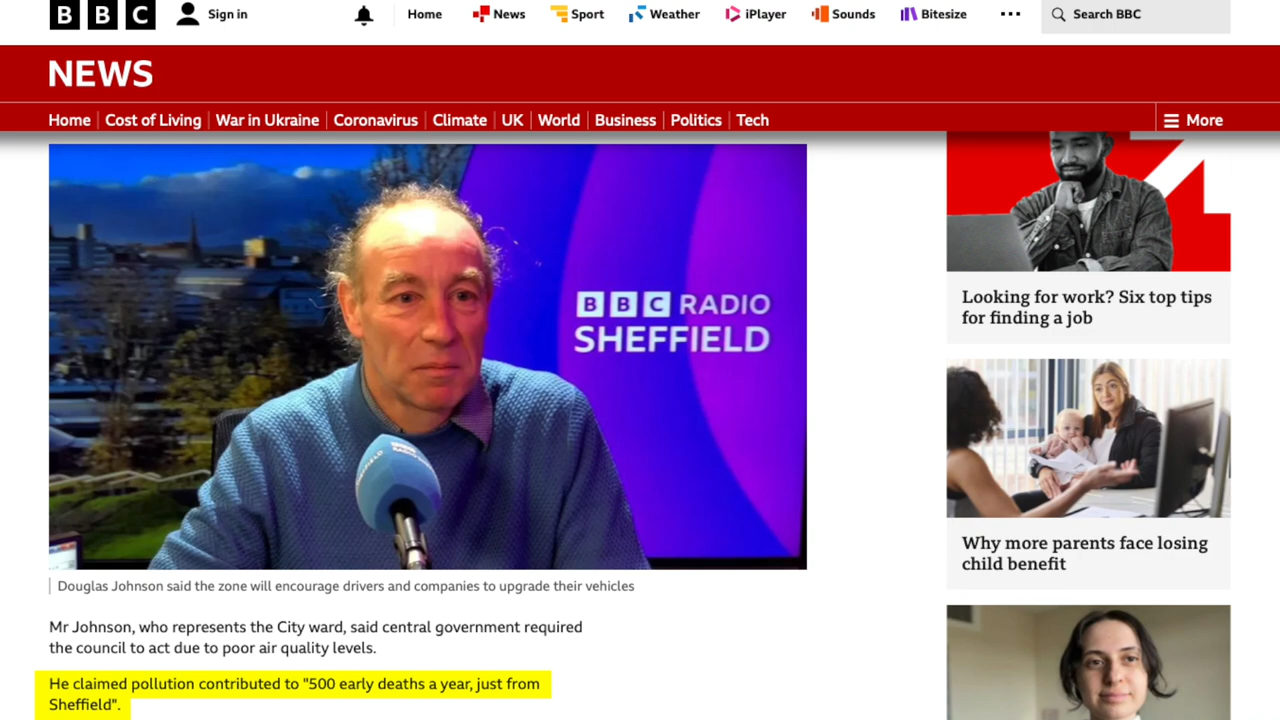 BBC
Sign in
Home
News
Sport
Weather
iPlayer
Sounds
Bitesize
Search BBC
NEWS
Home
Cost of Living
War in Ukraine
Coronavirus
Climate
UK
World
Business
Politics
Tech
More
BBC RADIO
SHEFFIELD
Douglas Johnson said the zone will encourage drivers and companies to upgrade their vehicles
Mr Johnson, who represents the City ward, said central government required
the council to act due to poor air quality levels.
He claimed pollution contributed to "500 early deaths a year, just from
Sheffield".
Looking for work? Six top tips
for finding a job
Why more parents face losing
child benefit